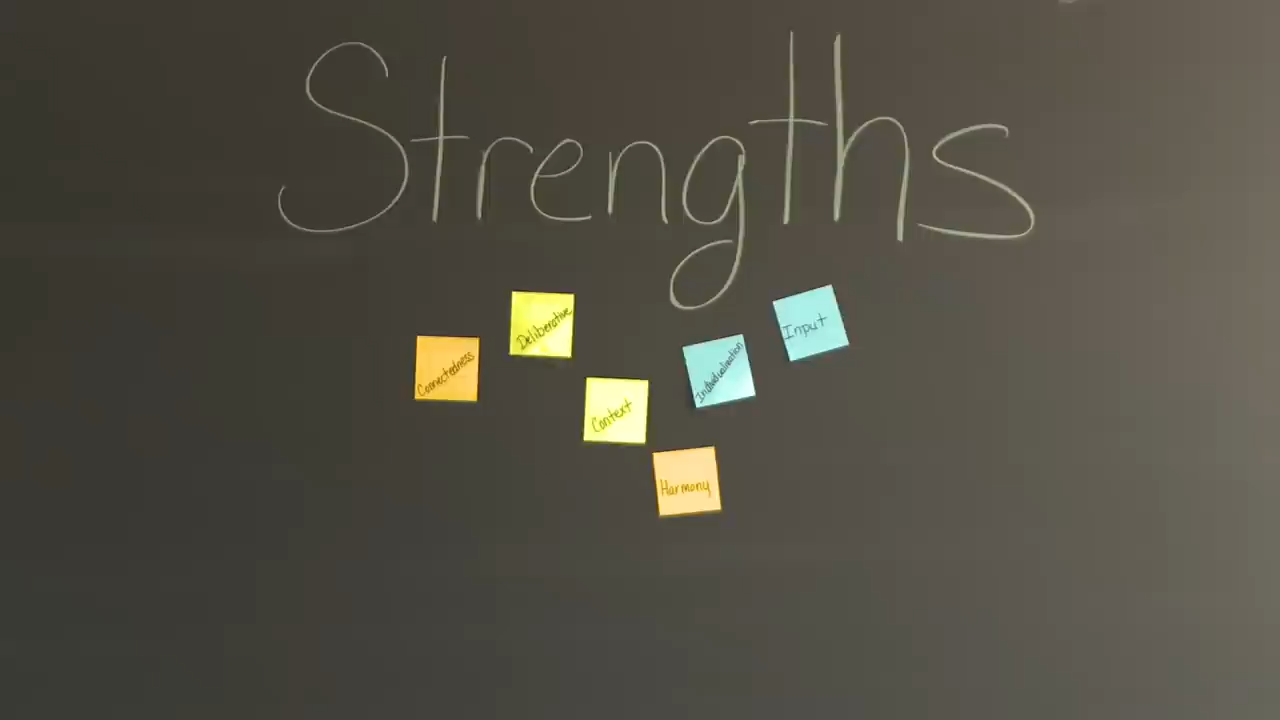 Strengths
Deliberative
Input
Connectedness
Individualization
Context
Harmony